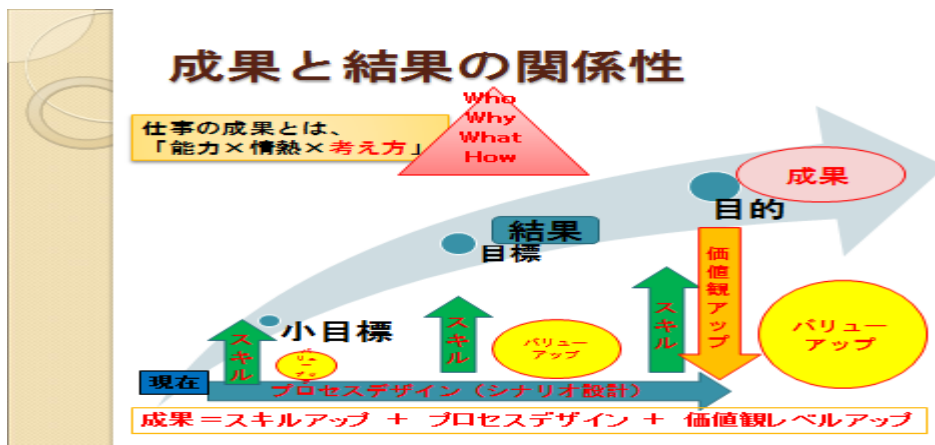 成果と結果の関係性
Who
Why
What
How
仕事の成果とは、
「能力×情熱×考え方」
成果
目的
結果
目標
小目標
価値観アップ
スキル
スキル
スキル
バリュー
アップ
バリュー
アップ
現在
プロセスデザイン(シナリオ設計)
成果=スキルアップ + プロセスデザイン + 価値観レベルアップ